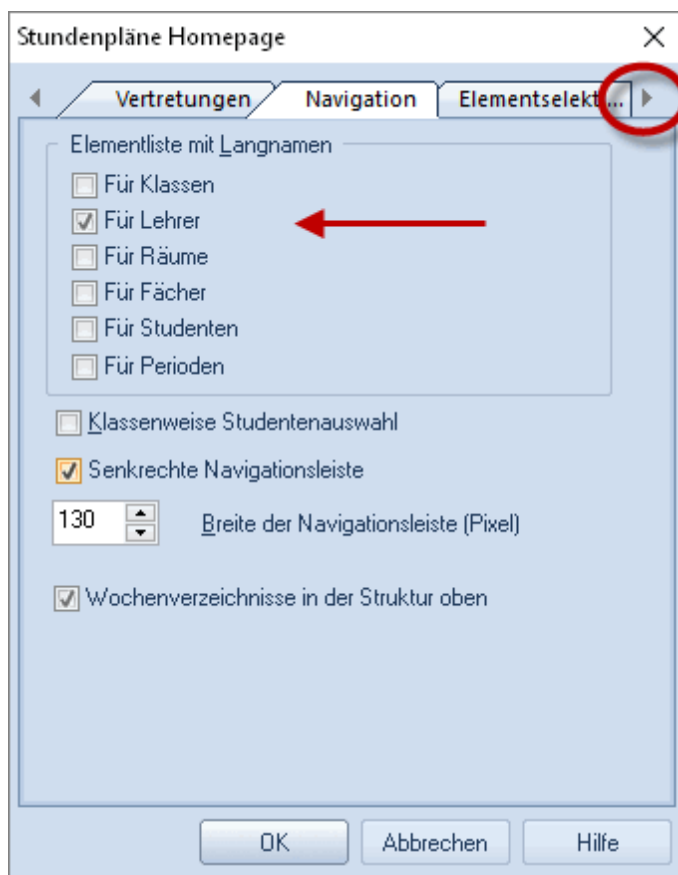 Stundenpläne Homepage
Vertretungen Navigation Elementselekt...
Elementliste mit Langnamen
Für Klassen
Für Lehrer
Für Räume
Für Fächer
Für Studenten
Für Perioden
Klassenweise Studentenauswahl
Senkrechte Navigationsleiste
130 Breite der Navigationsleiste (Pixel)
Wochenverzeichnisse in der Struktur oben
OK Abbrechen Hilfe